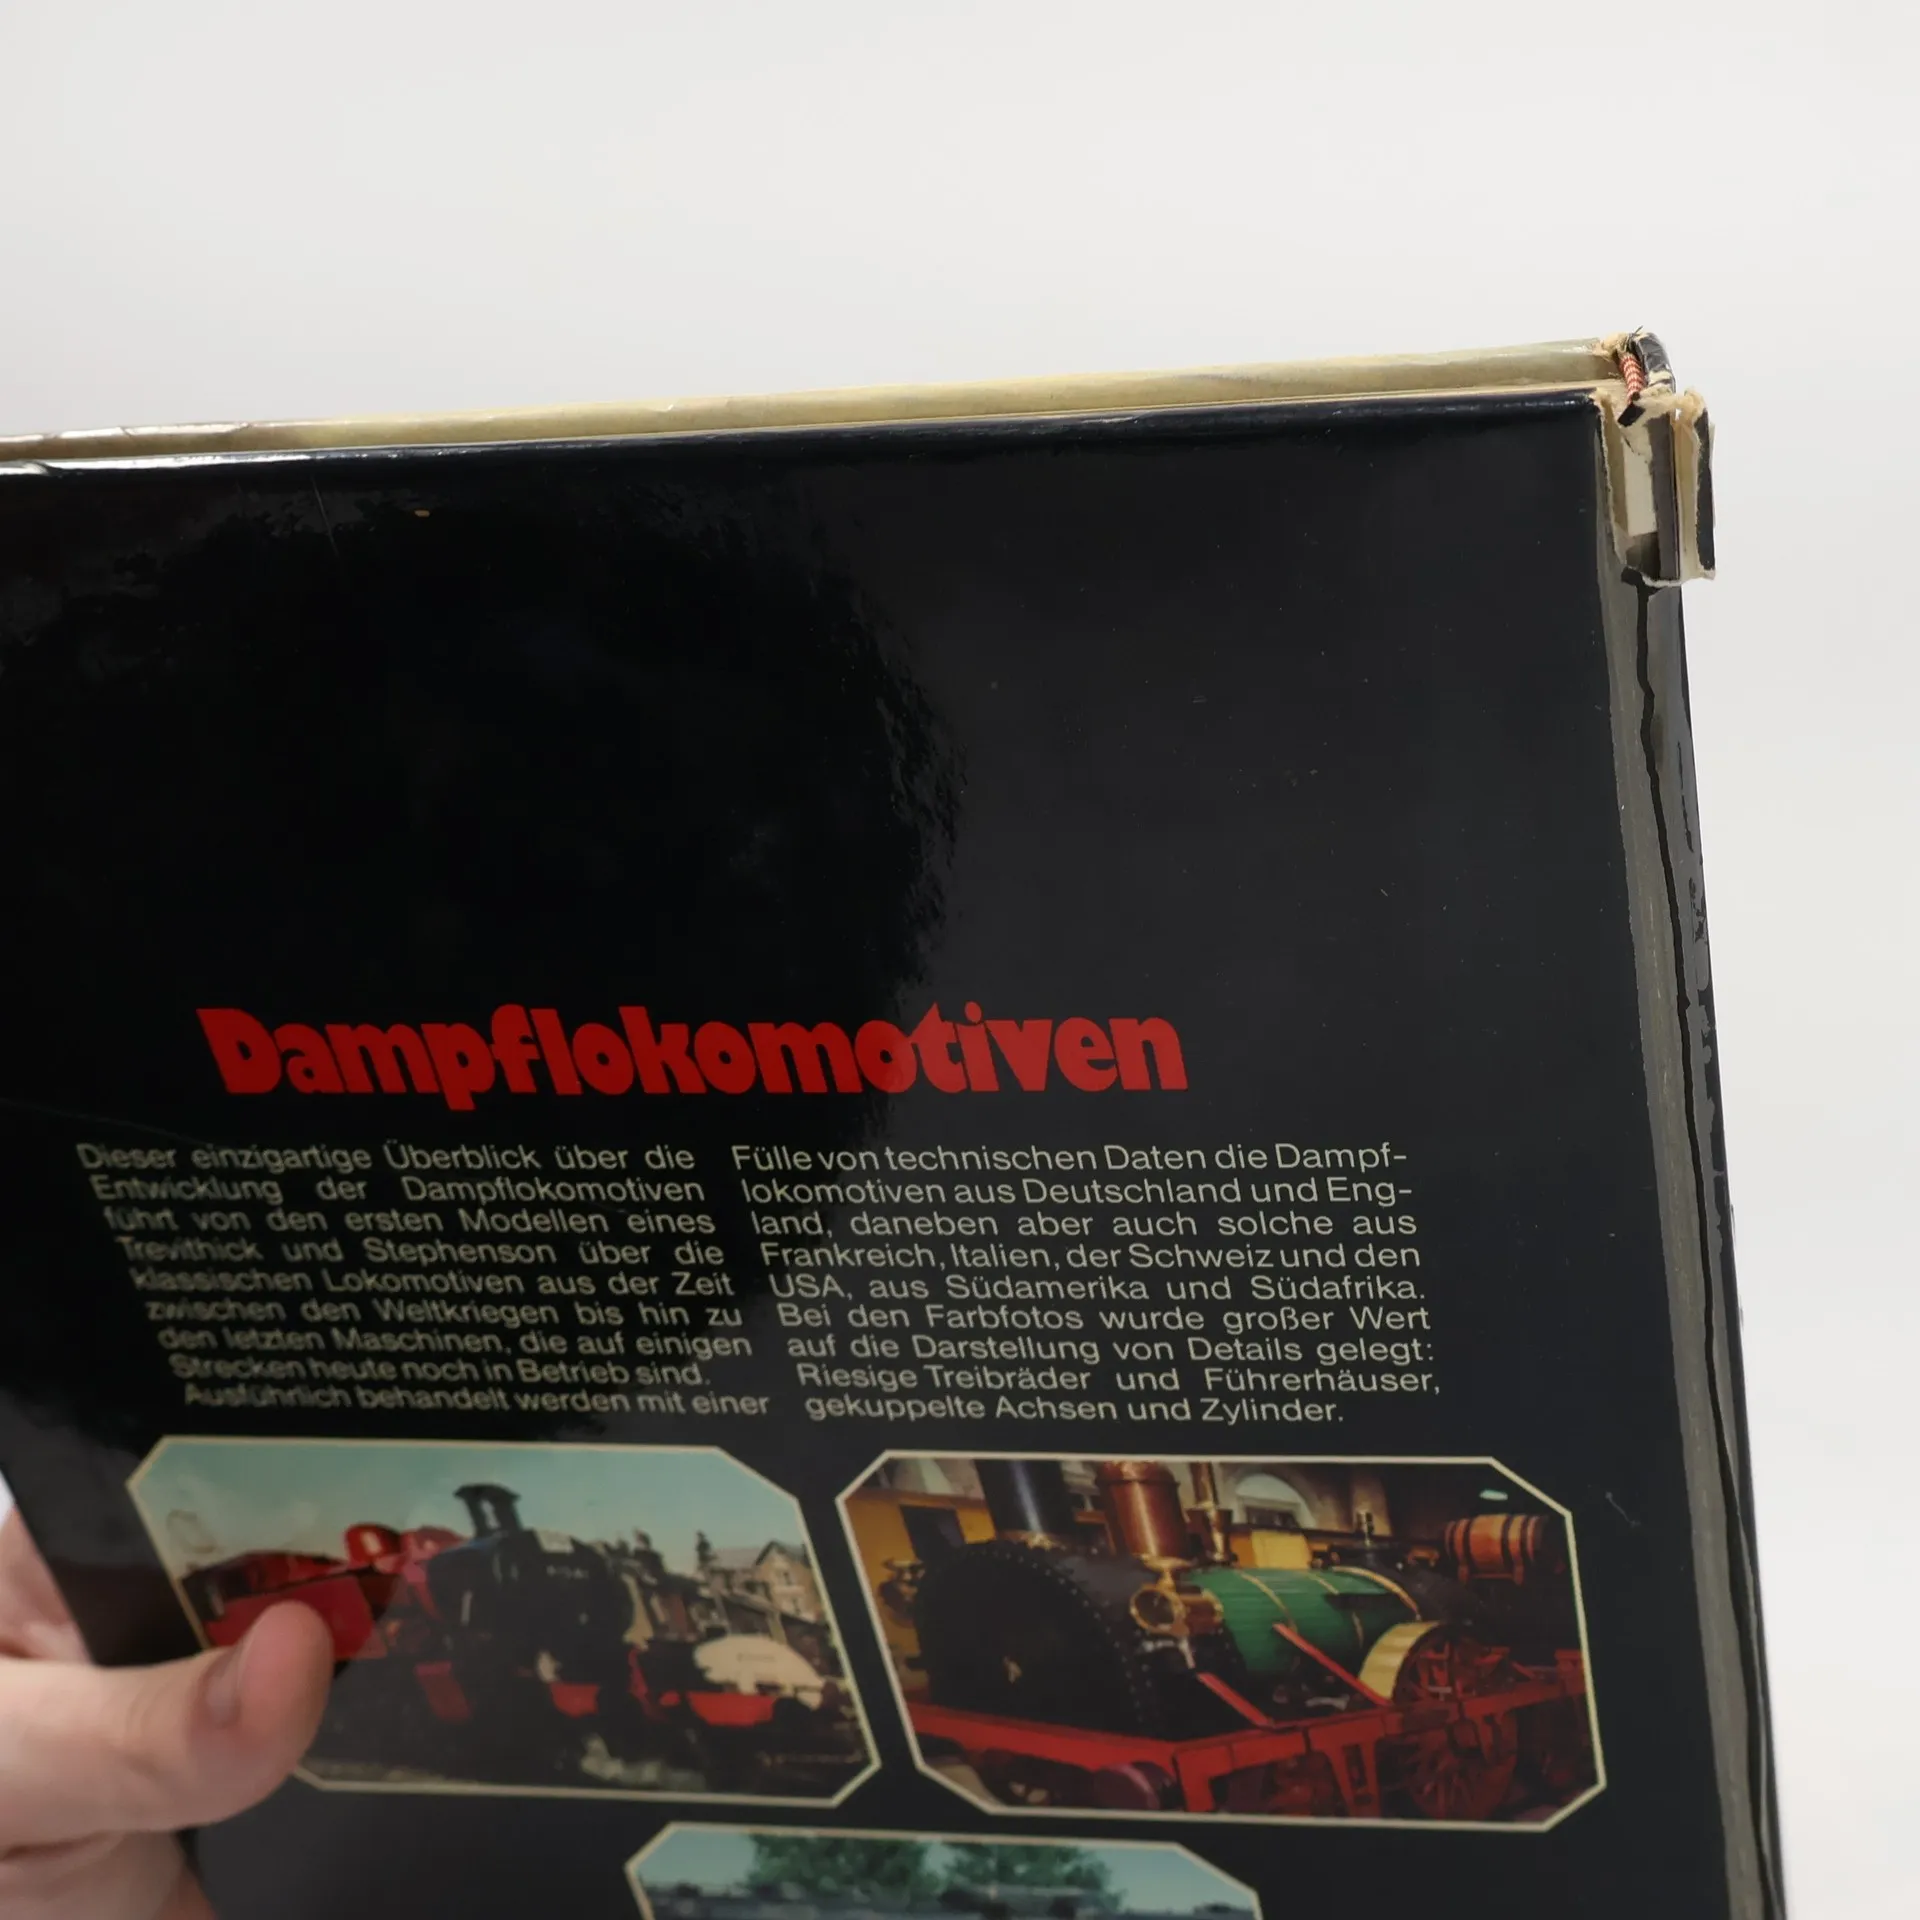 Dampflokomotiven
Dieser einzigartige Überblick über die
Entwicklung der Dampflokomotiven
führt von den ersten Modellen eines
Trevithick und Stephenson über die
klassischen Lokomotiven aus der Zeit
zwischen den Weltkriegen bis hin zu
den letzten Maschinen, die auf einigen
Strecken heute noch in Betrieb sind.
Ausführlich behandelt werden mit einer
Fülle von technischen Daten die Dampf-
lokomotiven aus Deutschland und Eng-
land, daneben aber auch solche aus
Frankreich, Italien, der Schweiz und den
USA, aus Südamerika und Südafrika.
Bei den Farbfotos wurde großer Wert
auf die Darstellung von Details gelegt:
Riesige Treibräder und Führerhäuser,
gekuppelte Achsen und Zylinder.